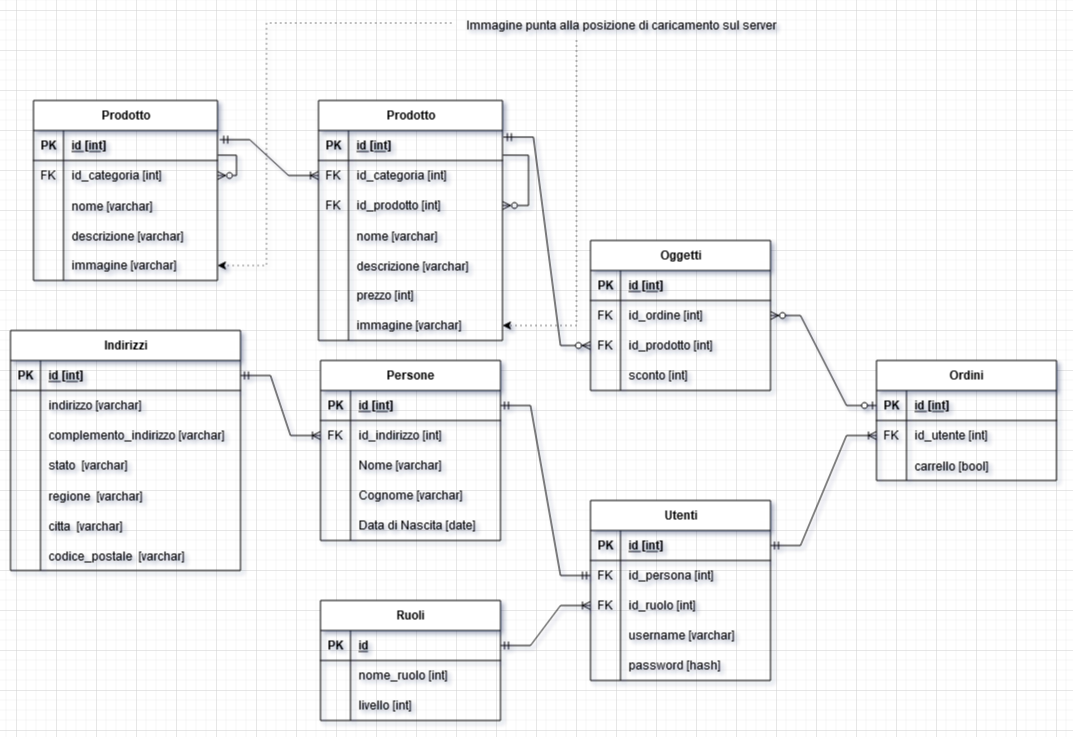 Immagine punta alla posizione di caricamento sul server
Prodotto
PK id [int]
FK id_categoria [int]
nome [varchar]
descrizione [varchar]
immagine [varchar]
Prodotto
PK id [int]
FK id_categoria [int]
FK id_prodotto [int]
nome [varchar]
descrizione [varchar]
prezzo [int]
immagine [varchar]
Oggetti
PK id [int]
FK id_ordine [int]
FK id_prodotto [int]
sconto [int]
Indirizzi
PK id [int]
indirizzo [varchar]
complemento_indirizzo [varchar]
stato [varchar]
regione [varchar]
citta [varchar]
codice_postale [varchar]
Persone
PK id [int]
FK id_indirizzo [int]
Nome [varchar]
Cognome [varchar]
Data di Nascita [date]
Ordini
PK id [int]
FK id_utente [int]
carrello [bool]
Utenti
PK id [int]
FK id_persona [int]
FK id_ruolo [int]
username [varchar]
password [hash]
Ruoli
PK id
nome_ruolo [int]
livello [int]